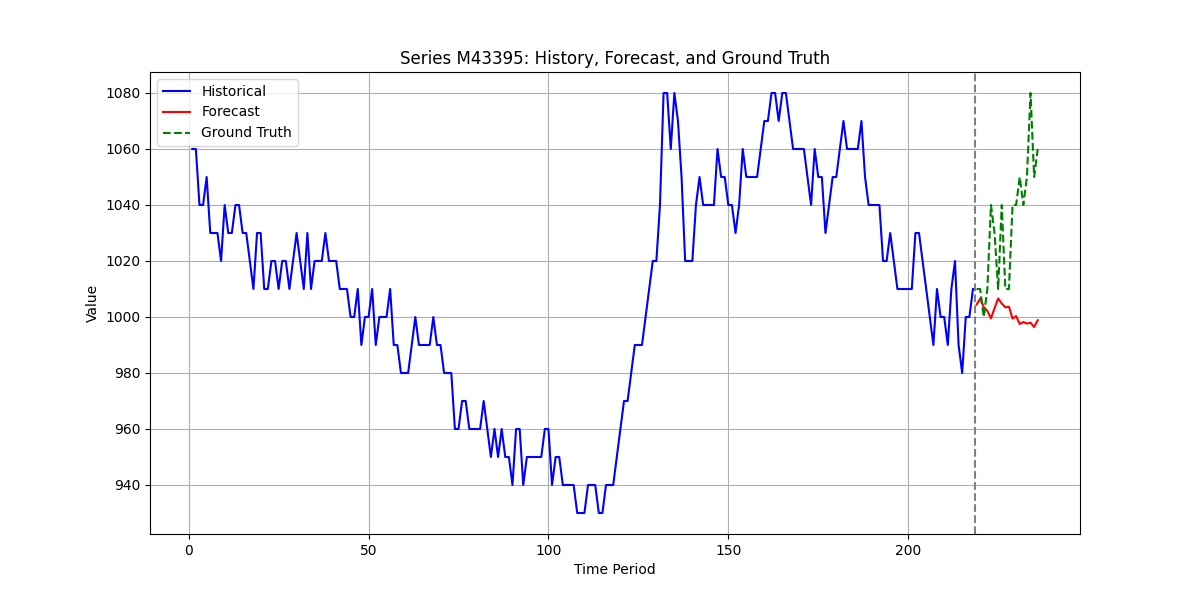 Series M43395: History, Forecast, and Ground Truth
Historical
Forecast
Ground Truth
1080
1060
1040
1020
1000
980
960
940
Value
0 50 100 150 200
Time Period